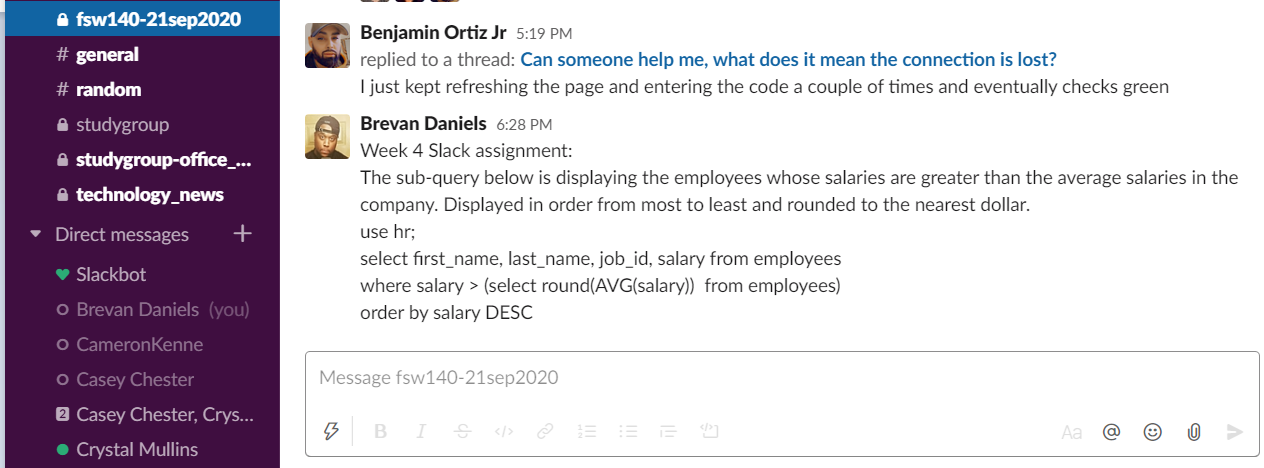 fsw140-21sep2020
# general
# random
studygroup
studygroup-office_...
technology_news
Direct messages +
Slackbot
Brevan Daniels (you)
CameronKenne
Casey Chester
2 Casey Chester, Crys...
Crystal Mullins
Benjamin Ortiz Jr 5:19 PM
replied to a thread: Can someone help me, what does it mean the connection is lost?
I just kept refreshing the page and entering the code a couple of times and eventually checks green
Brevan Daniels 6:28 PM
Week 4 Slack assignment:
The sub-query below is displaying the employees whose salaries are greater than the average salaries in the
company. Displayed in order from most to least and rounded to the nearest dollar.
use hr;
select first_name, last_name, job_id, salary from employees
where salary > (select round(AVG(salary))  from employees)
order by salary DESC
Message fsw140-21sep2020
B I S </> Aa @